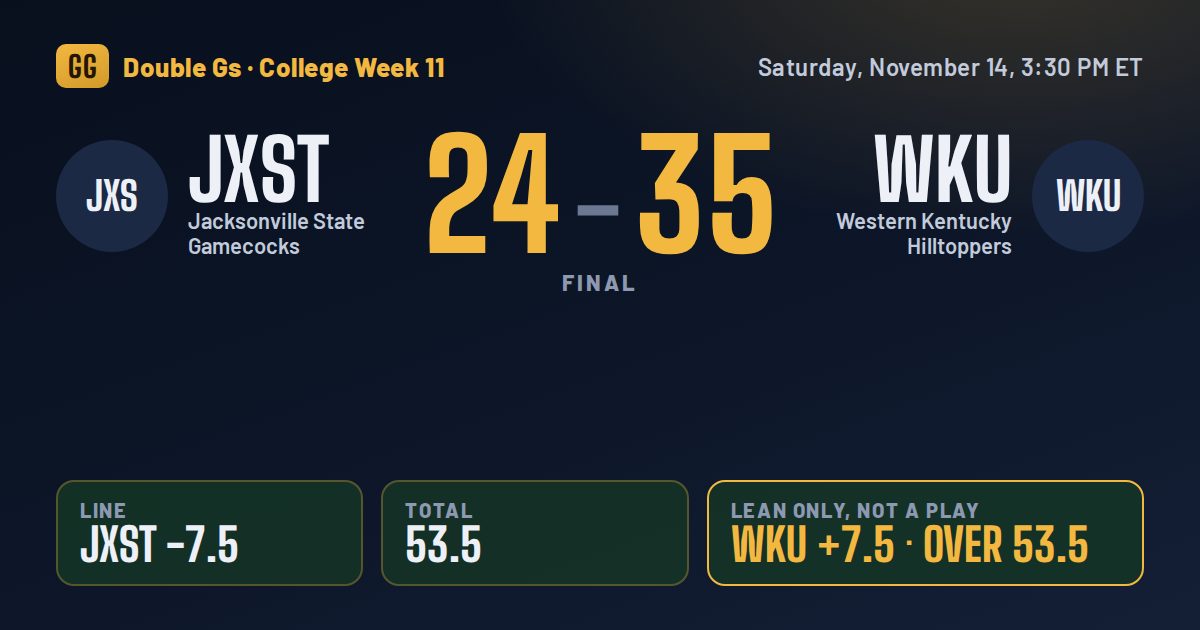 GG Double Gs · College Week 11
Saturday, November 14, 3:30 PM ET
JXS
JXST
Jacksonville State
Gamecocks
24 – 35
FINAL
WKU
Western Kentucky
Hilltoppers
WKU
LINE
JXST −7.5
TOTAL
53.5
LEAN ONLY, NOT A PLAY
WKU +7.5 · OVER 53.5